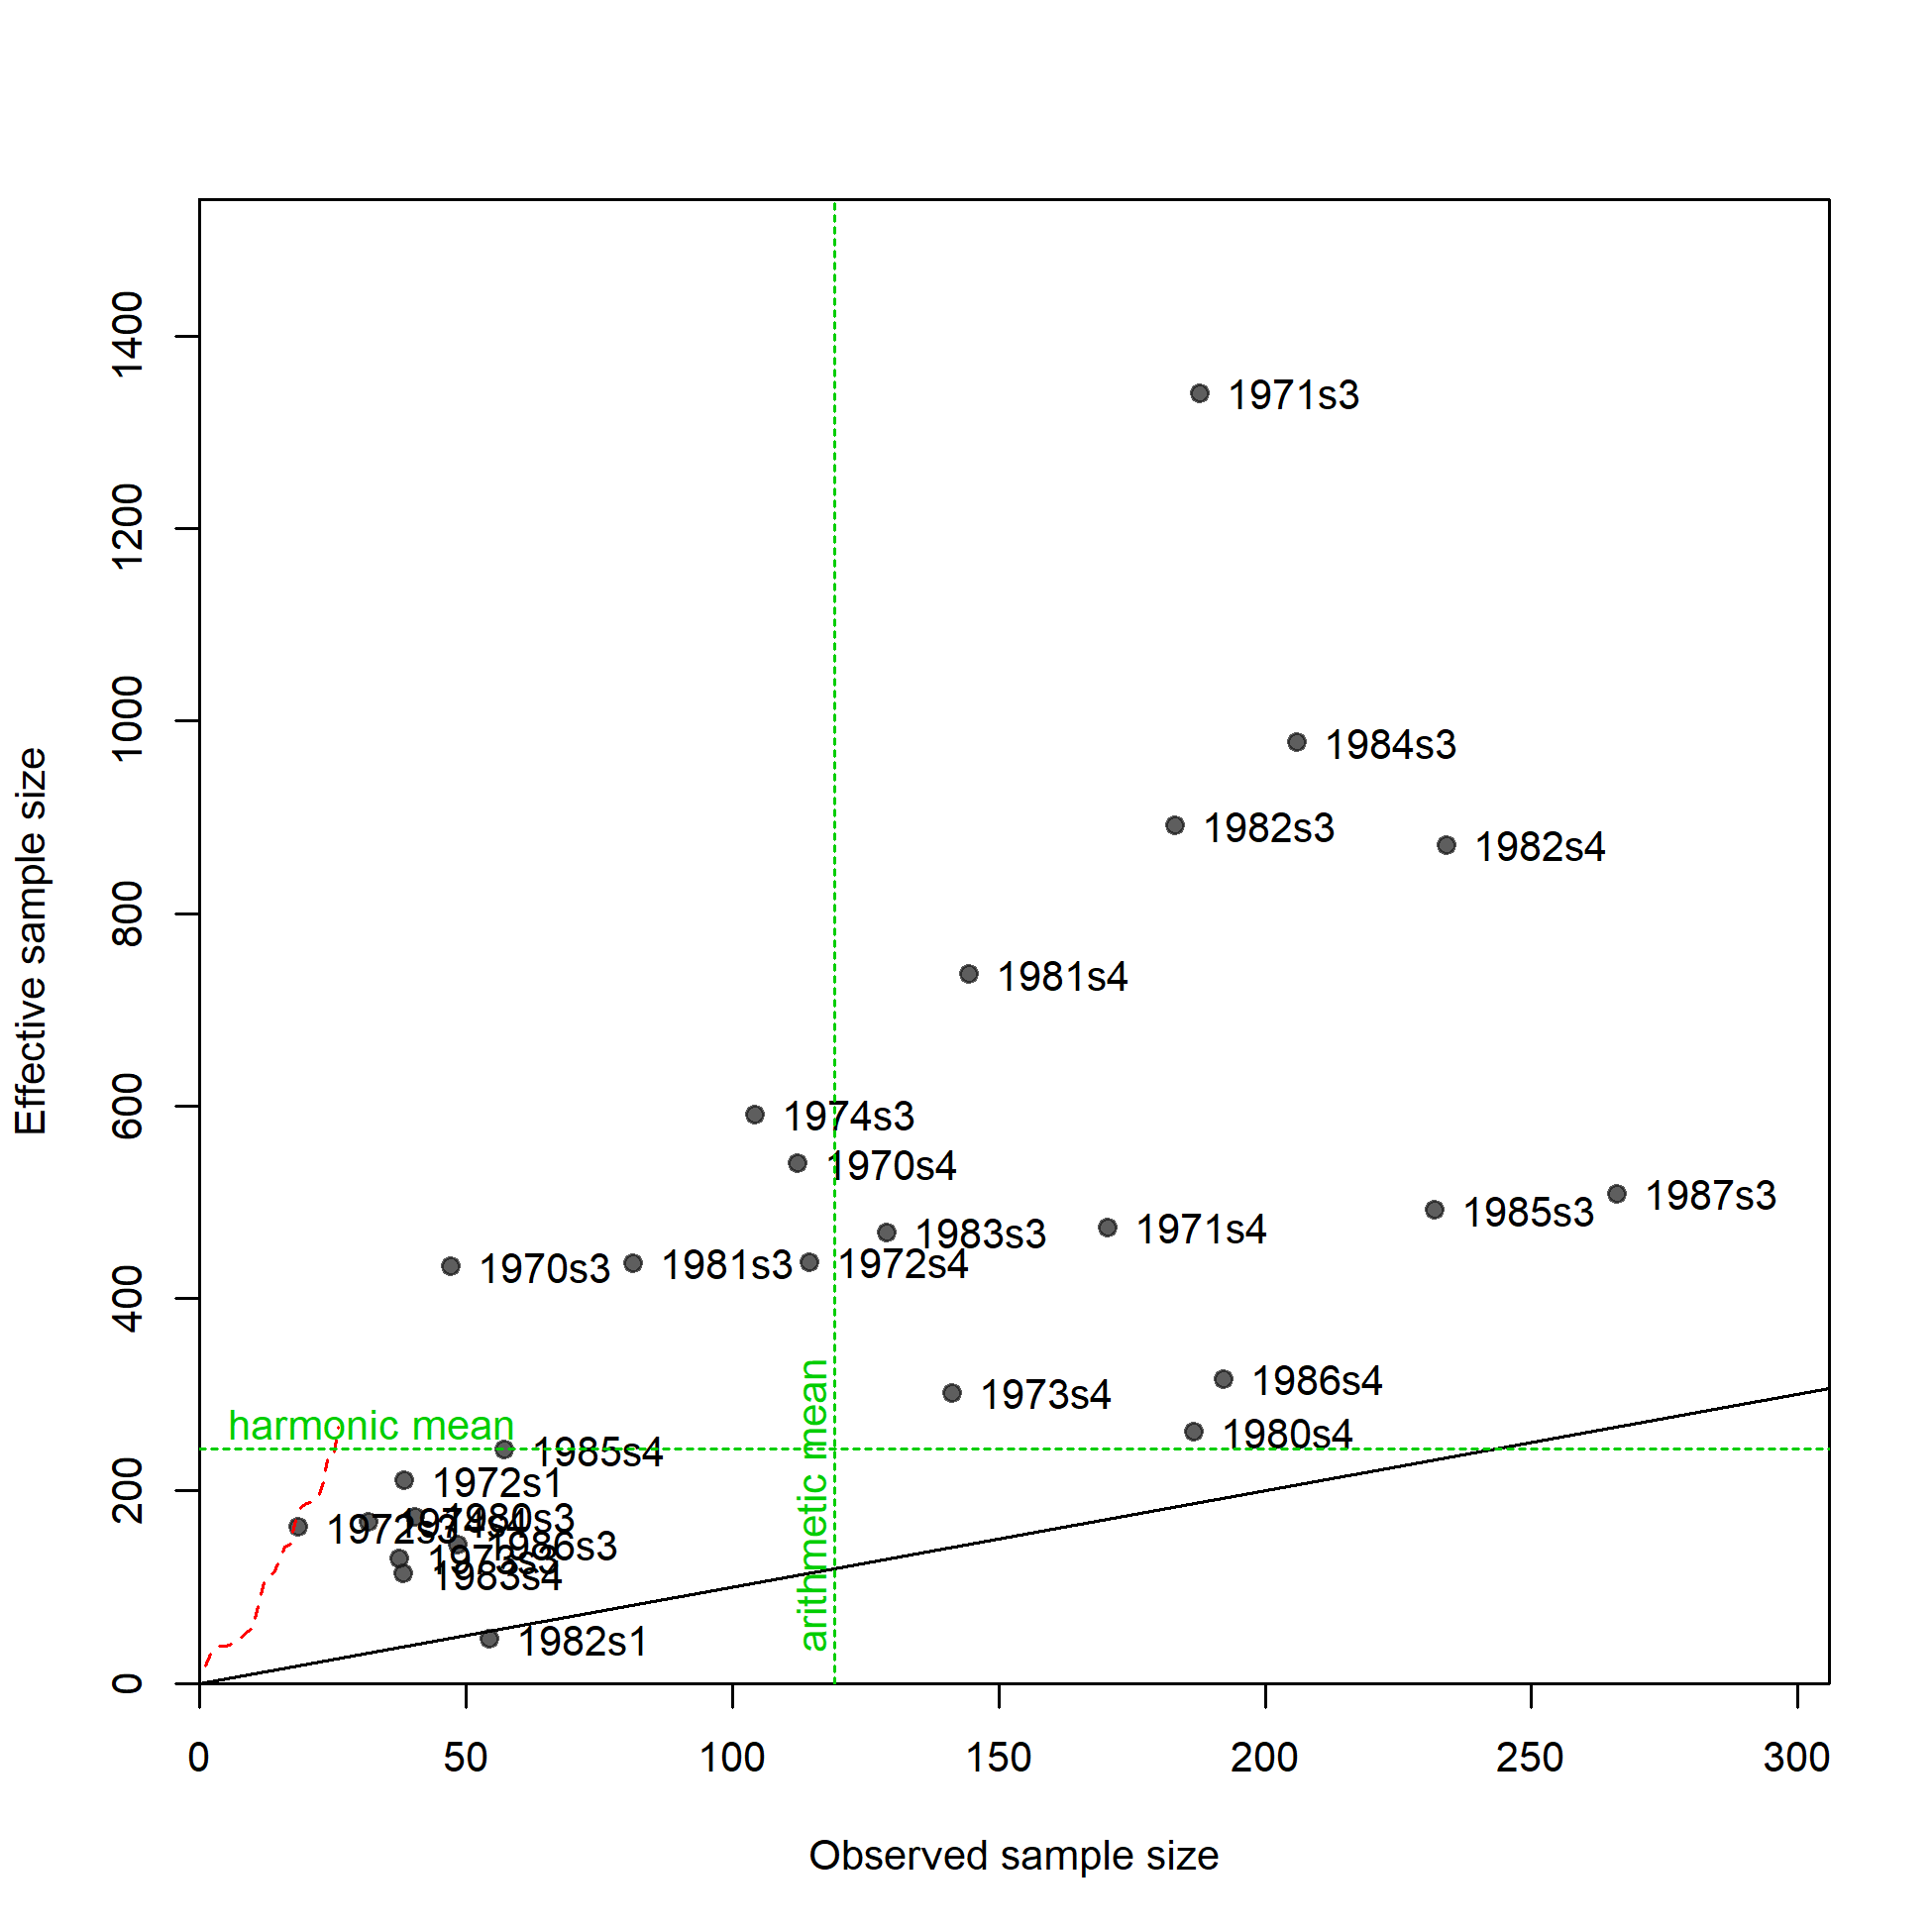 1400
1200
1000
800
600
400
200
0
Effective sample size
1971s3
1984s3
1982s3
1982s4
1981s4
1974s3
1970s4
1987s3
1985s3
1983s3
1971s4
1970s3
1981s3
1972s4
1973s4
1986s4
1980s4
harmonic mean
arithmetic mean
1985s4
1972s1
1980s3
1972s3
1986s3
1983s4
1982s1
0
50
100
150
200
250
300
Observed sample size